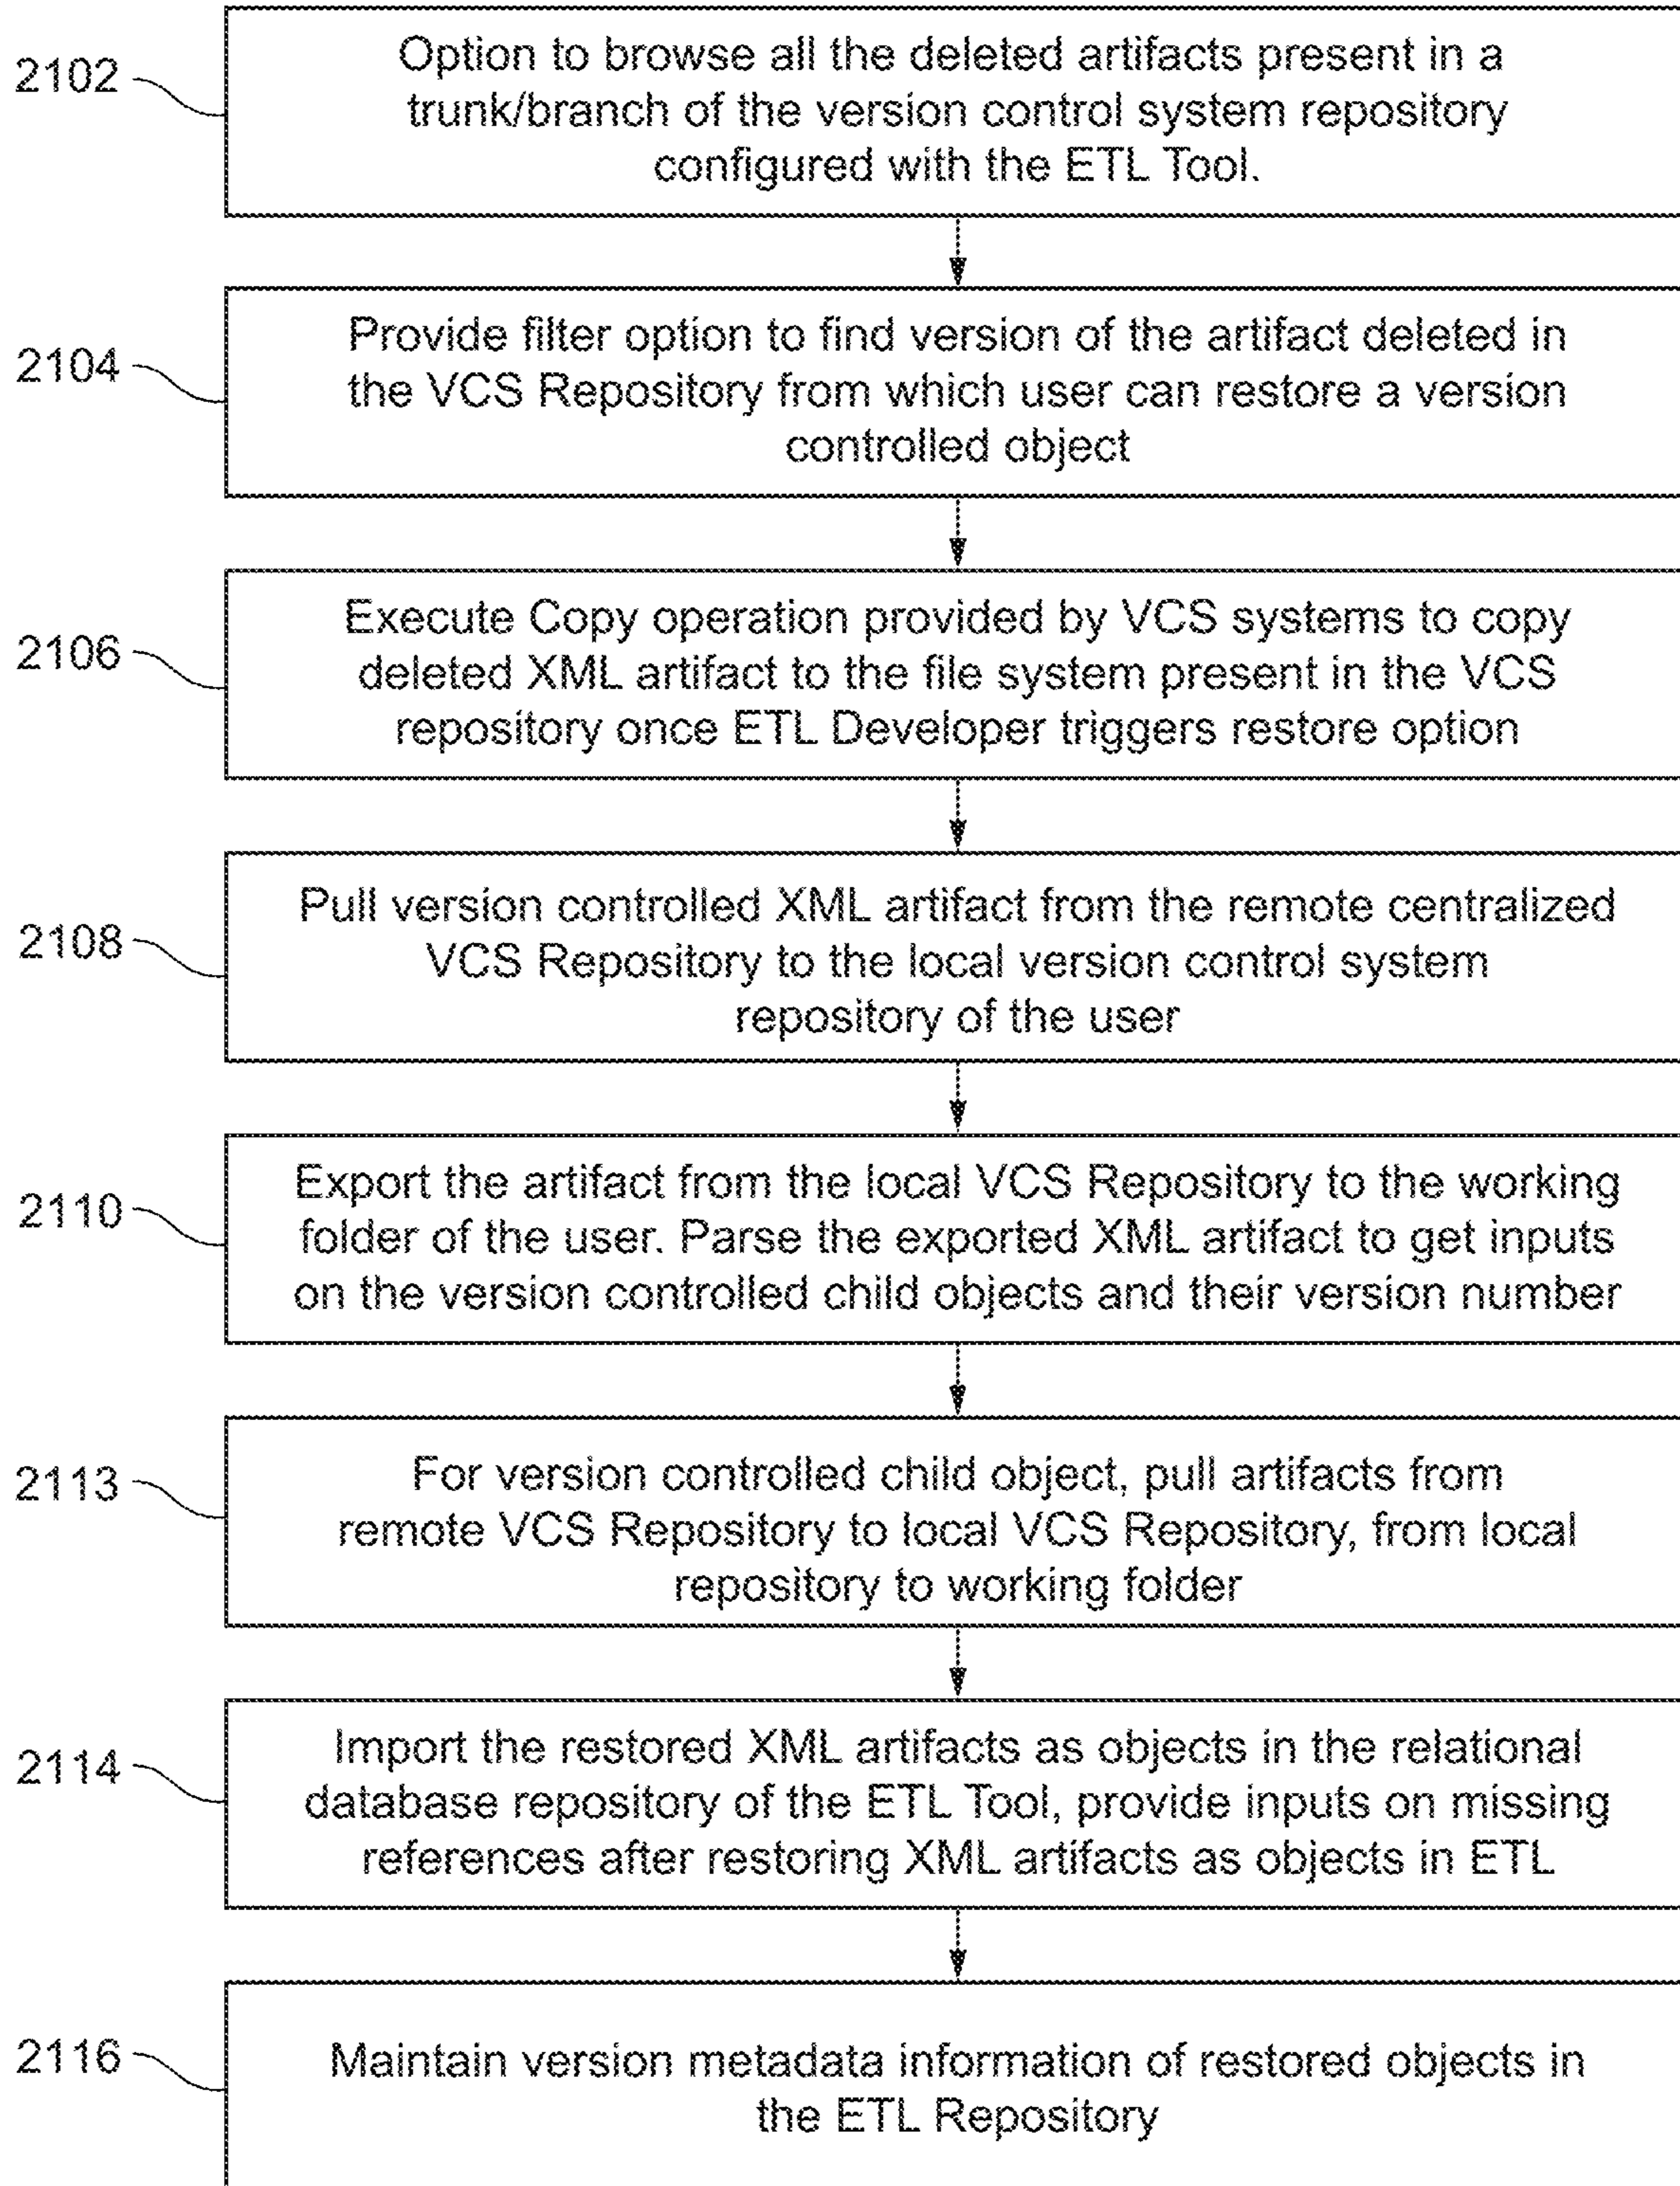 2102
Option to browse all the deleted artifacts present in a
trunk/branch of the version control system repository
configured with the ETL Tool.
2104
Provide filter option to find version of the artifact deleted in
the VCS Repository from which user can restore a version
controlled object
2106
Execute Copy operation provided by VCS systems to copy
deleted XML artifact to the file system present in the VCS
repository once ETL Developer triggers restore option
2108
Pull version controlled XML artifact from the remote centralized
VCS Repository to the local version control system
repository of the user
2110
Export the artifact from the local VCS Repository to the working
folder of the user. Parse the exported XML artifact to get inputs
on the version controlled child objects and their version number
2113
For version controlled child object, pull artifacts from
remote VCS Repository to local VCS Repository, from local
repository to working folder
2114
Import the restored XML artifacts as objects in the relational
database repository of the ETL Tool, provide inputs on missing
references after restoring XML artifacts as objects in ETL
2116
Maintain version metadata information of restored objects in
the ETL Repository